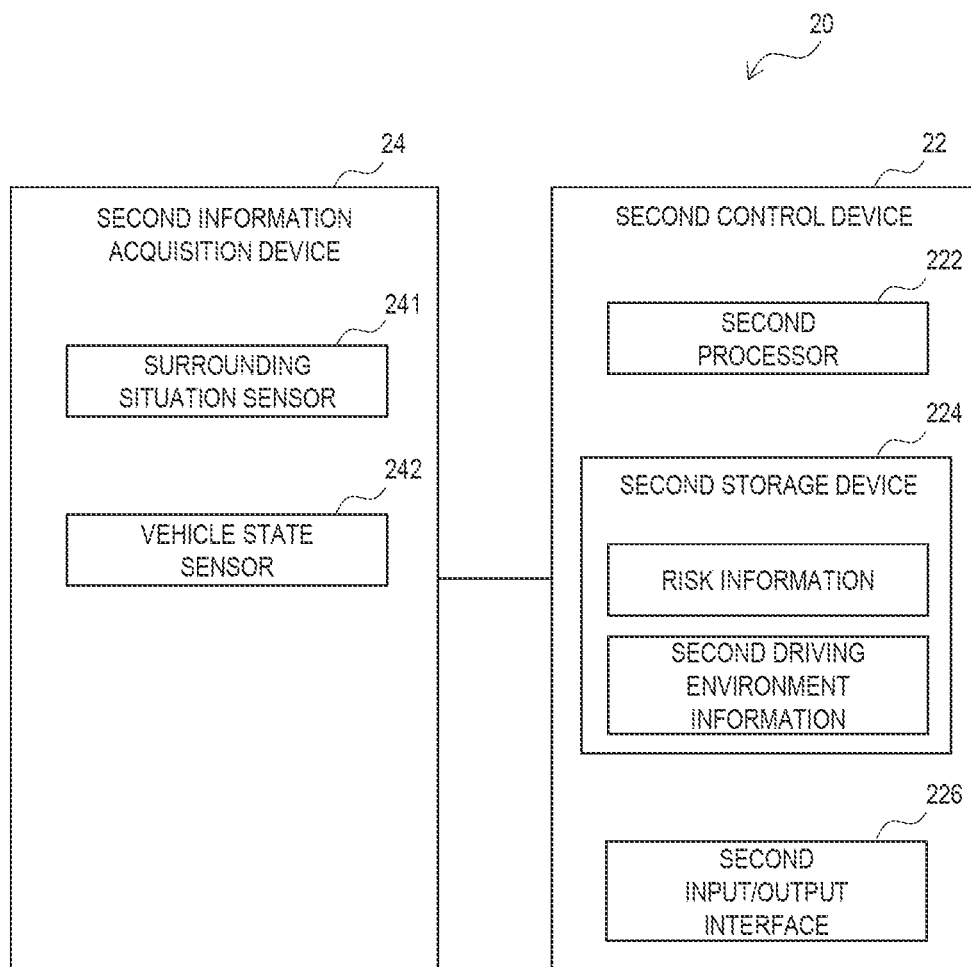 20
24
SECOND INFORMATION
ACQUISITION DEVICE
241
SURROUNDING
SITUATION SENSOR
242
VEHICLE STATE
SENSOR
22
SECOND CONTROL DEVICE
222
SECOND
PROCESSOR
224
SECOND STORAGE DEVICE
RISK INFORMATION
SECOND DRIVING
ENVIRONMENT
INFORMATION
226
SECOND
INPUT/OUTPUT
INTERFACE